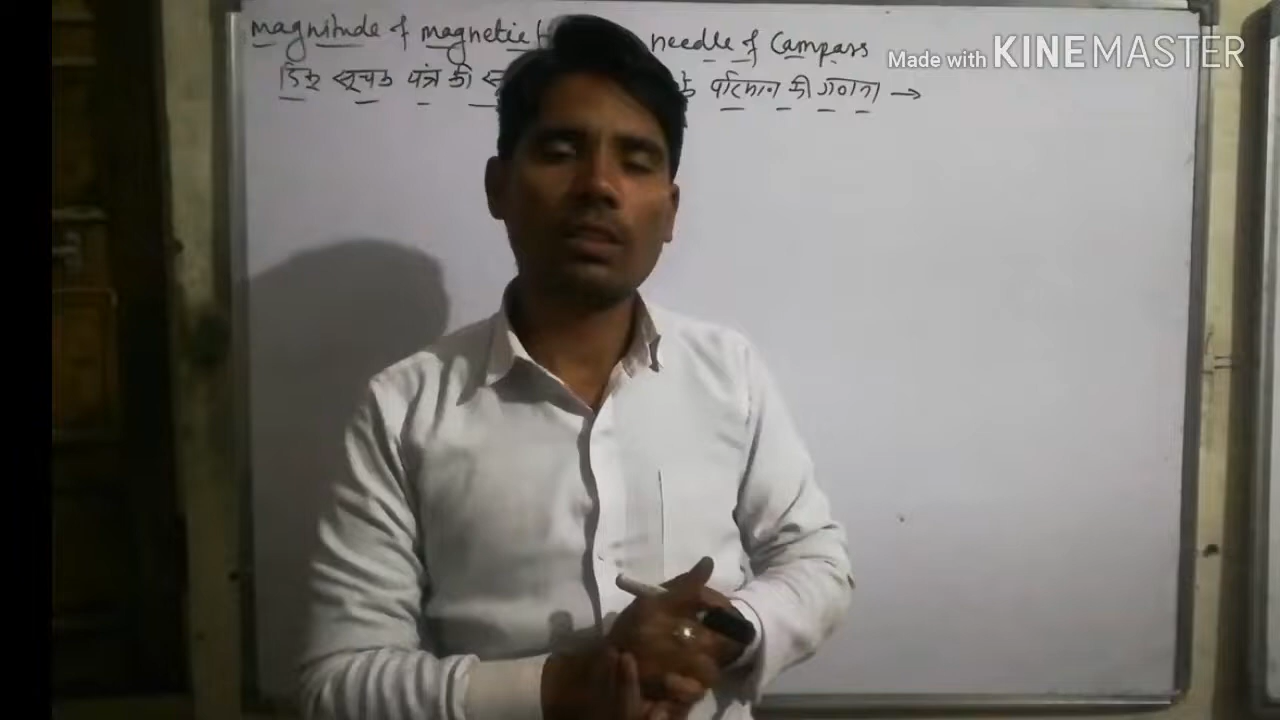 magnitude of magnetic needle of Campass
Made with KINEMASTER
दिक् सूचक यंत्र की के परिमाण की गणना →